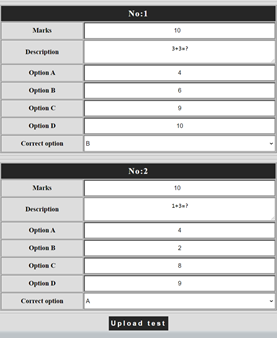 No:1
Marks 10
Description 3+3=?
Option A 4
Option B 6
Option C 9
Option D 10
Correct option B
No:2
Marks 10
Description 1+3=?
Option A 4
Option B 2
Option C 8
Option D 9
Correct option A
Upload test